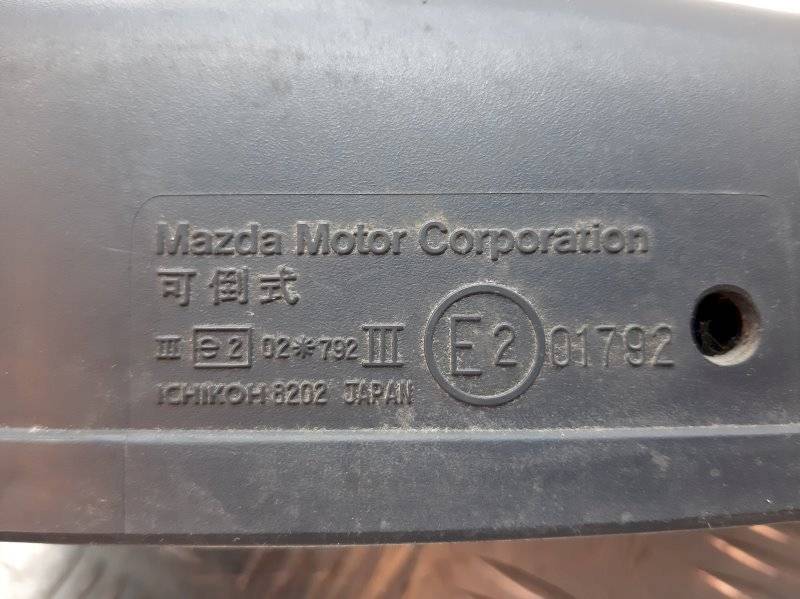 Mazda Motor Corporation
可倒式
III e2 02*792 III E2 01792
ICHIKOH 8202 JAPAN